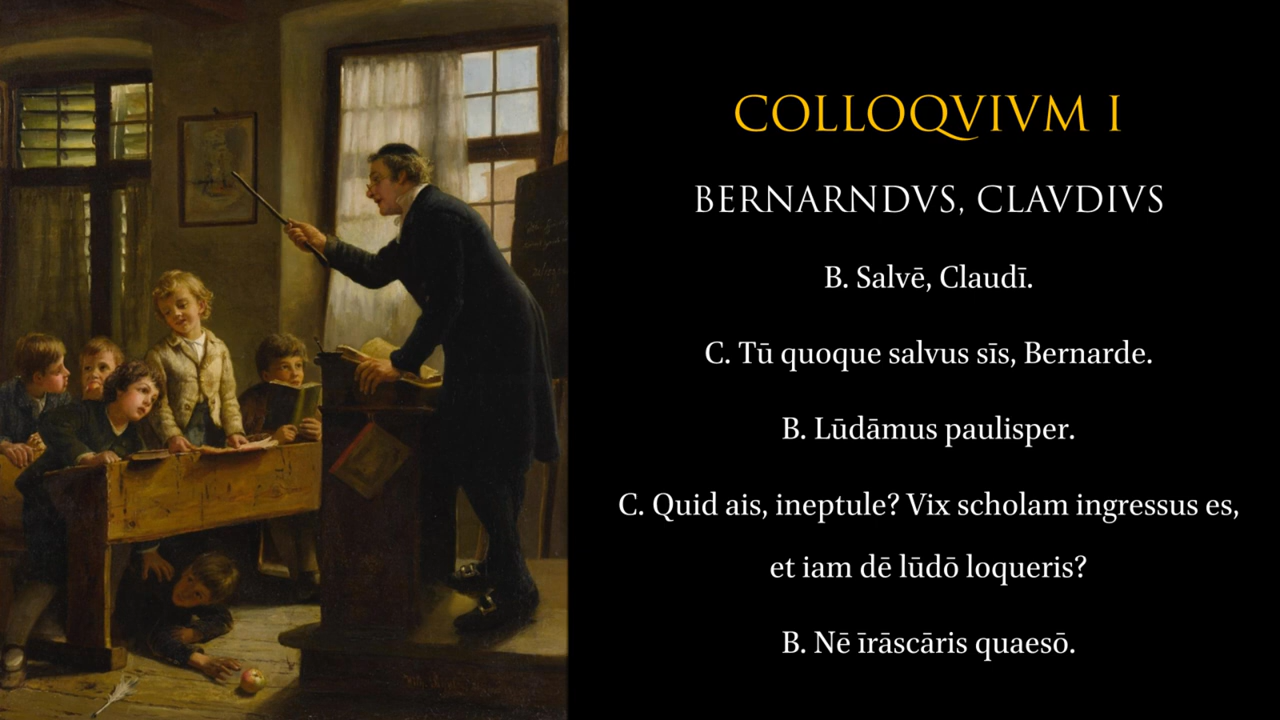 COLLOQVIVM I
BERNARNDVS, CLAVDIVS
B. Salvē, Claudī.
C. Tū quoque salvus sīs, Bernarde.
B. Lūdāmus paulisper.
C. Quid ais, ineptule? Vix scholam ingressus es,
et iam dē lūdō loqueris?
B. Nē īrāscāris quaesō.